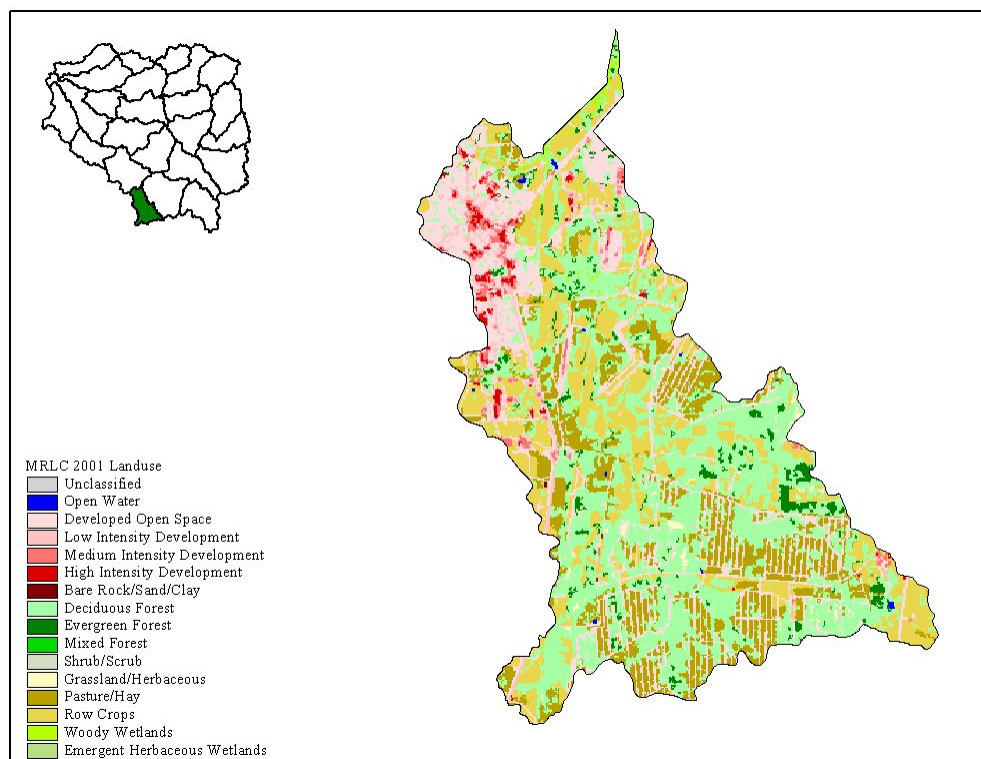 MRLC 2001 Landuse
Unclassified
Open Water
Developed Open Space
Low Intensity Development
Medium Intensity Development
High Intensity Development
Bare Rock/Sand/Clay
Deciduous Forest
Evergreen Forest
Mixed Forest
Shrub/Scrub
Grassland/Herbaceous
Pasture/Hay
Row Crops
Woody Wetlands
Emergent Herbaceous Wetlands